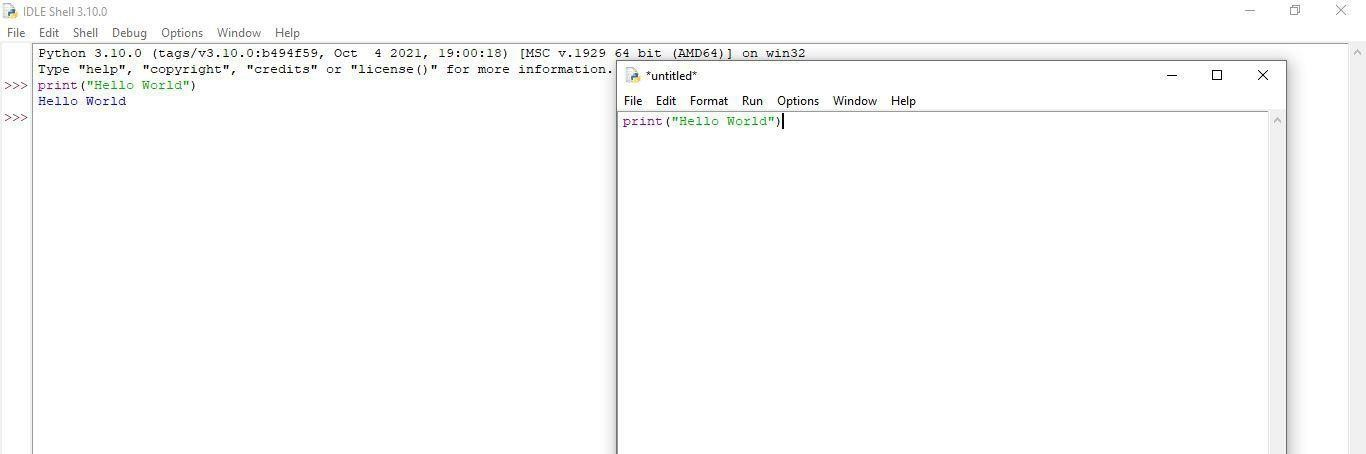 IDLE Shell 3.10.0
File Edit Shell Debug Options Window Help
Python 3.10.0 (tags/v3.10.0:b494f59, Oct  4 2021, 19:00:18) [MSC v.1929 64 bit (AMD64)] on win32
Type "help", "copyright", "credits" or "license()" for more information.
>>> print("Hello World")
Hello World
>>>
*untitled*
File Edit Format Run Options Window Help
print("Hello World")